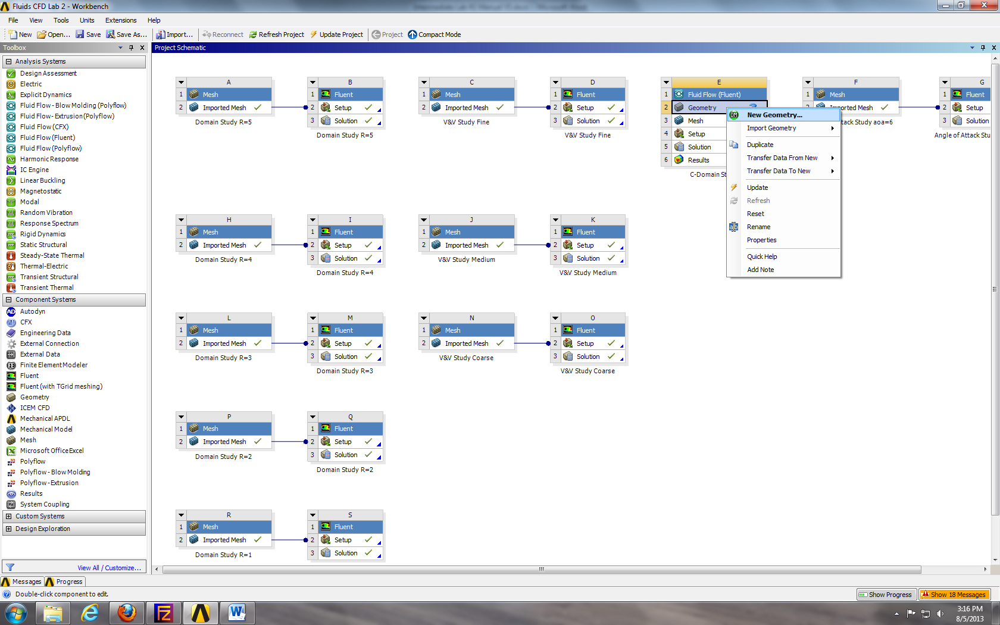 Fluids CFD Lab 2 - Workbench
File View Tools Units Extensions Help
New Open... Save Save As... Import... Reconnect Refresh Project Update Project Project Compact Mode
Toolbox
Analysis Systems
Design Assessment
Electric
Explicit Dynamics
Fluid Flow - Blow Molding (Polyflow)
Fluid Flow - Extrusion (Polyflow)
Fluid Flow (CFX)
Fluid Flow (Fluent)
Fluid Flow (Polyflow)
Harmonic Response
IC Engine
Linear Buckling
Magnetostatic
Modal
Random Vibration
Response Spectrum
Rigid Dynamics
Static Structural
Steady-State Thermal
Thermal-Electric
Transient Structural
Transient Thermal
Component Systems
Autodyn
CFX
Engineering Data
External Connection
External Data
Finite Element Modeler
Fluent
Fluent (with TGrid meshing)
Geometry
ICEM CFD
Mechanical APDL
Mechanical Model
Mesh
Microsoft Office Excel
Polyflow
Polyflow - Blow Molding
Polyflow - Extrusion
Results
System Coupling
Custom Systems
Design Exploration
View All / Customize...
Project Schematic
A
1 Mesh
2 Imported Mesh
Domain Study R=5
B
1 Fluent
2 Setup
3 Solution
Domain Study R=5
C
1 Mesh
2 Imported Mesh
V&V Study Fine
D
1 Fluent
2 Setup
3 Solution
V&V Study Fine
E
1 Fluid Flow (Fluent)
2 Geometry
3 Mesh
4 Setup
5 Solution
6 Results
C-Domain St
F
1 Mesh
Imported Mesh
tack Study aoa=6
G
1 Fluent
2 Setup
3 Solution
Angle of Attack Stu
New Geometry...
Import Geometry
Duplicate
Transfer Data From New
Transfer Data To New
Update
Refresh
Reset
Rename
Properties
Quick Help
Add Note
H
1 Mesh
2 Imported Mesh
Domain Study R=4
I
1 Fluent
2 Setup
3 Solution
Domain Study R=4
J
1 Mesh
2 Imported Mesh
V&V Study Medium
K
1 Fluent
2 Setup
3 Solution
V&V Study Medium
L
1 Mesh
2 Imported Mesh
Domain Study R=3
M
1 Fluent
2 Setup
3 Solution
Domain Study R=3
N
1 Mesh
2 Imported Mesh
V&V Study Coarse
O
1 Fluent
2 Setup
3 Solution
V&V Study Coarse
P
1 Mesh
2 Imported Mesh
Domain Study R=2
Q
1 Fluent
2 Setup
3 Solution
Domain Study R=2
R
1 Mesh
2 Imported Mesh
Domain Study R=1
S
1 Fluent
2 Setup
3 Solution
Messages Progress
Double-click component to edit.
Show Progress Show 18 Messages
3:16 PM
8/5/2013